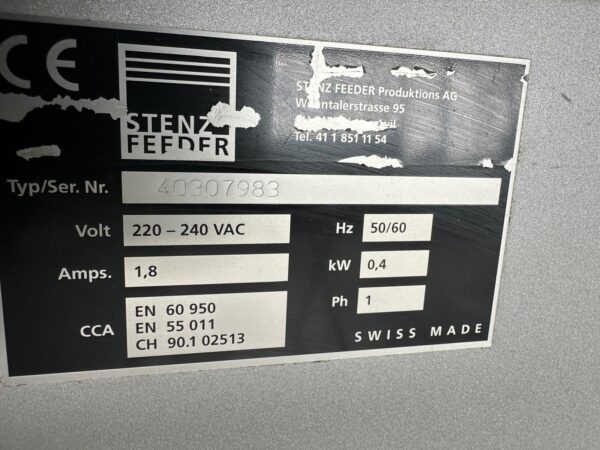 CE
STENZ
FEEDER
STENZ FEEDER Produktions AG
95
Tel. 41 1 851 11 54
Typ/Ser. Nr. 40307983
Volt 220 – 240 VAC Hz 50/60
Amps. 1,8 kW 0,4
Ph 1
CCA EN 60 950
EN 55 011
CH 90.1 02513
SWISS MADE